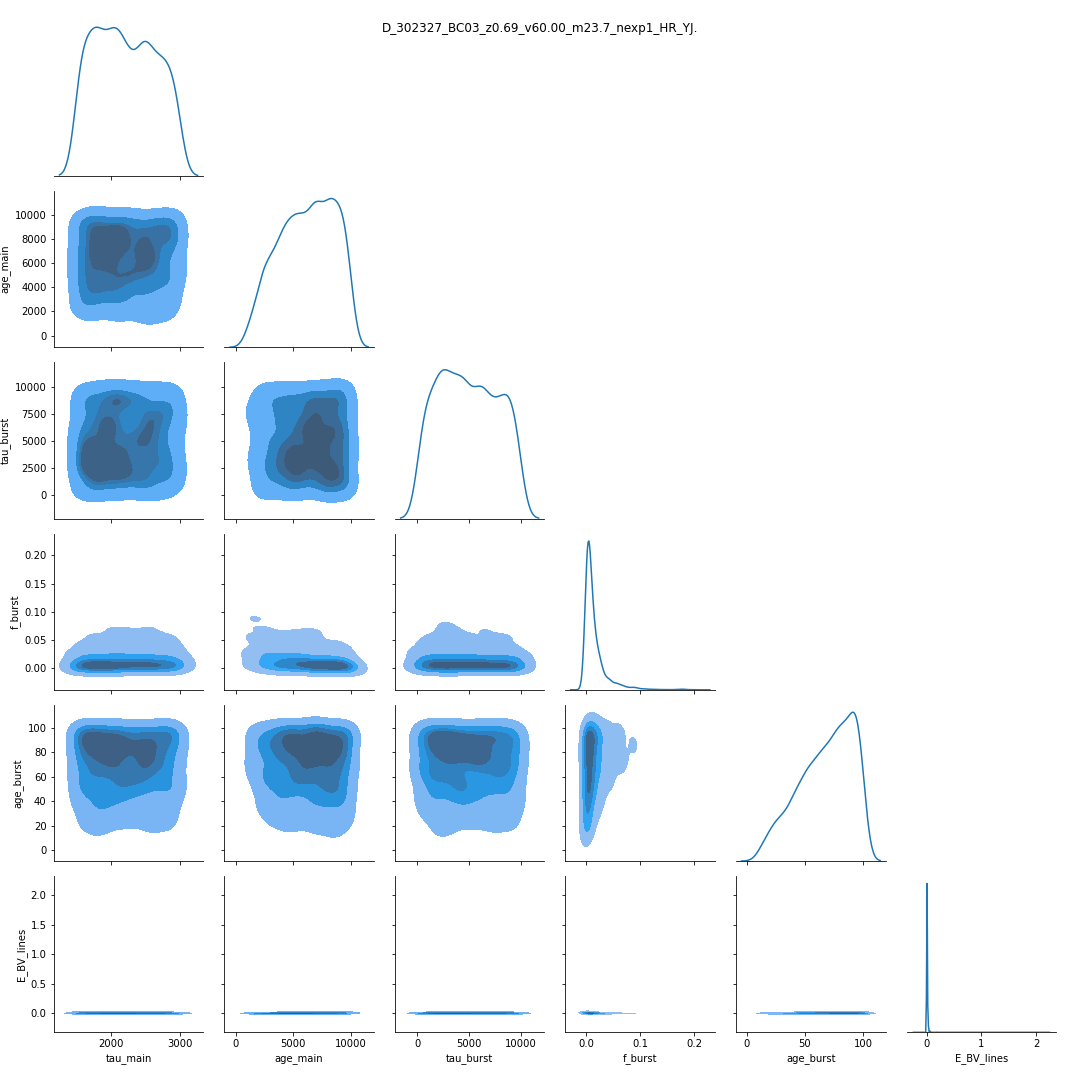 D_302327_BC03_z0.69_v60.00_m23.7_nexp1_HR_YJ.
age_main
10000
8000
6000
4000
2000
0
tau_burst
10000
7500
5000
2500
0
f_burst
0.20
0.15
0.10
0.05
0.00
age_burst
100
80
60
40
20
0
E_BV_lines
2.0
1.5
1.0
0.5
0.0
2000 3000
0 5000 10000
0 5000 10000
0.0 0.1 0.2
0 100
0 1 2
tau_main age_main tau_burst f_burst age_burst E_BV_lines